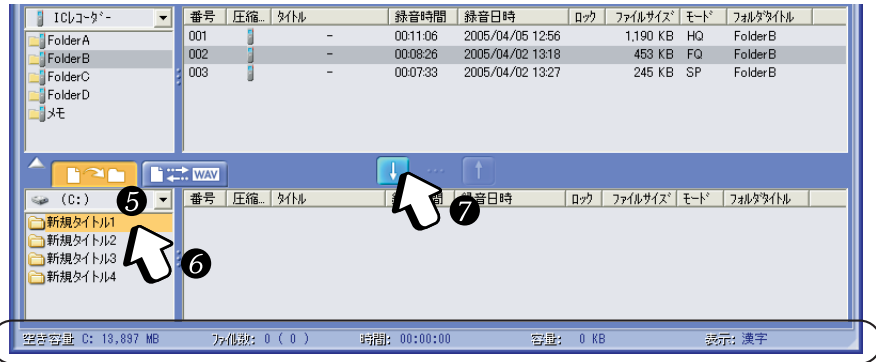 ICレコーダー 番号 圧縮... タイトル 録音時間 録音日時 ロック ファイルサイズ モード フォルダタイトル
FolderA 001 - 00:11:06 2005/04/05 12:56 1,190 KB HQ FolderB
FolderB 002 - 00:08:26 2005/04/02 13:18 453 KB FQ FolderB
FolderC 003 - 00:07:33 2005/04/02 13:27 245 KB SP FolderB
FolderD
メモ
WAV
(C:) 5 番号 圧縮... タイトル 間 7 録音日時 ロック ファイルサイズ モード フォルダタイトル
新規タイトル1
新規タイトル2
新規タイトル3 6
新規タイトル4
空き容量 C: 13,897 MB ファイル数: 0 ( 0 ) 時間: 00:00:00 容量: 0 KB 表示: 漢字